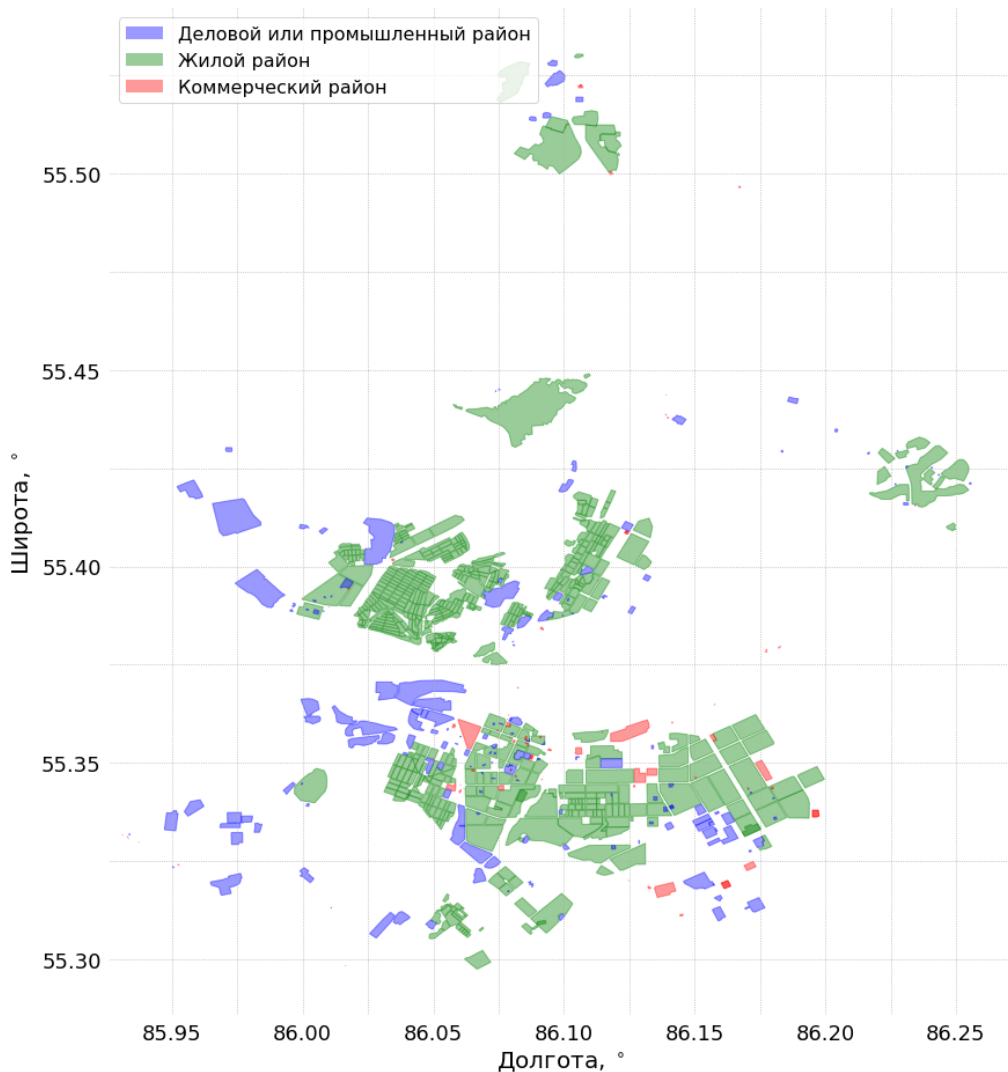 Деловой или промышленный район
Жилой район
Коммерческий район
55.50
55.45
55.40
55.35
55.30
Широта, °
85.95 86.00 86.05 86.10 86.15 86.20 86.25
Долгота, °